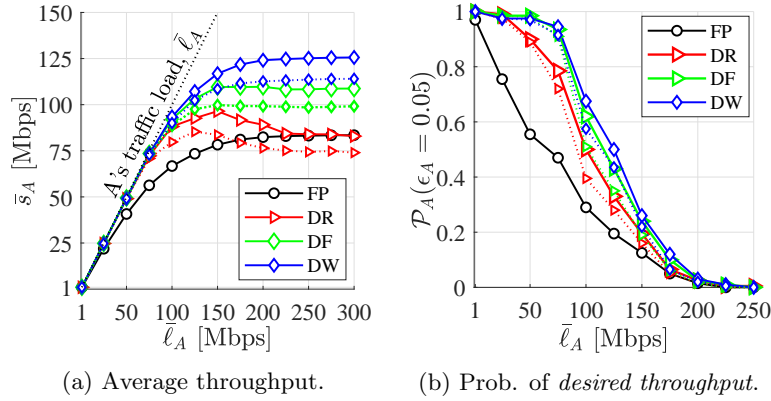 150
125
100
75
50
25
1
s̄_A [Mbps]
A's traffic load, ℓ̄_A
FP
DR
DF
DW
1 50 100 150 200 250 300
ℓ̄_A [Mbps]
(a) Average throughput.
1
0.8
0.6
0.4
0.2
0
𝒫_A(ϵ_A = 0.05)
FP
DR
DF
DW
1 50 100 150 200 250
ℓ̄_A [Mbps]
(b) Prob. of desired throughput.